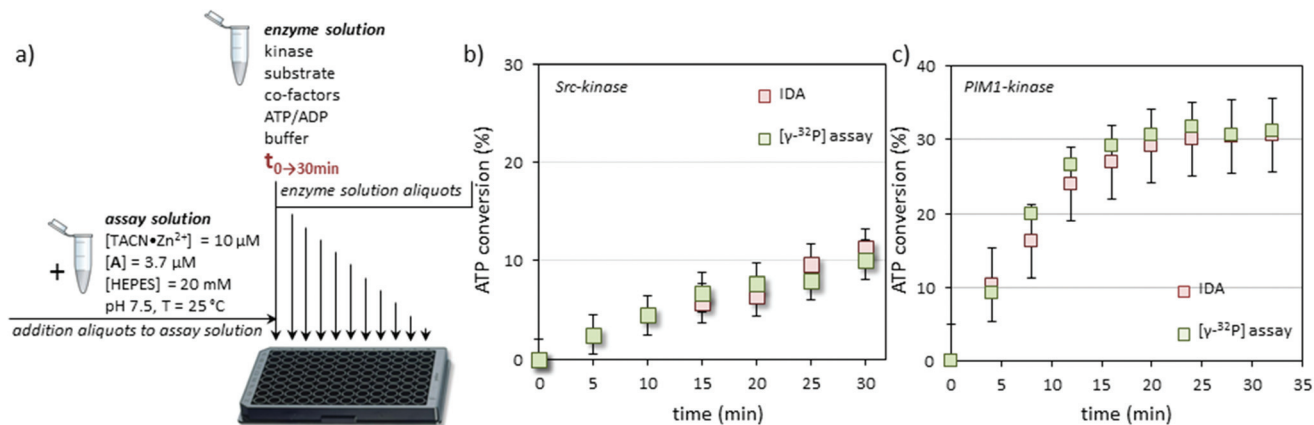 a)
enzyme solution
kinase
substrate
co-factors
ATP/ADP
buffer
t0→30min
enzyme solution aliquots
+
assay solution
[TACN•Zn²⁺] = 10 µM
[A] = 3.7 µM
[HEPES] = 20 mM
pH 7.5, T = 25 °C
addition aliquots to assay solution
b)
30
20
10
0
ATP conversion (%)
Src-kinase
IDA
[γ-³²P] assay
0 5 10 15 20 25 30
time (min)
c)
40
30
20
10
0
ATP conversion (%)
PIM1-kinase
IDA
[γ-³²P] assay
0 5 10 15 20 25 30 35
time (min)